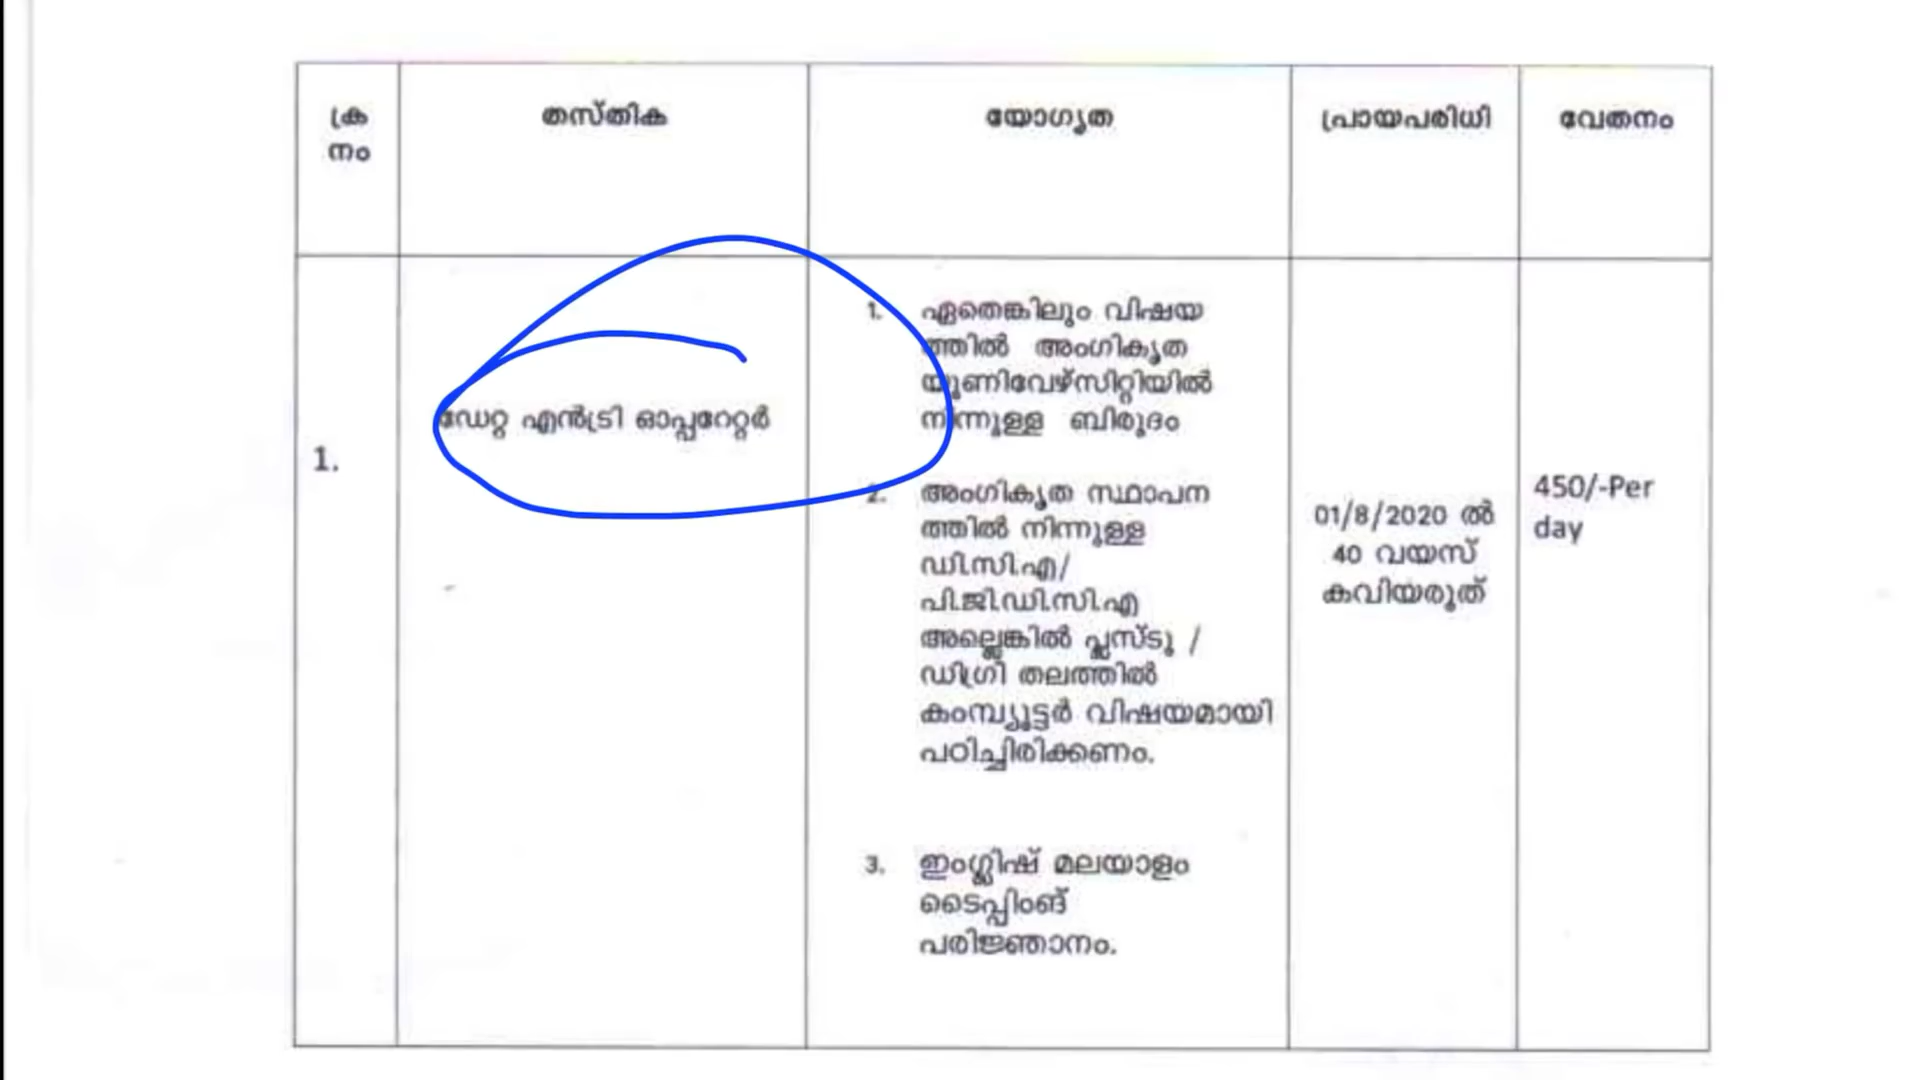 ക്ര
നം
തസ്തിക
യോഗ്യത
പ്രായപരിധി
വേതനം
1.
ഡേറ്റ എൻട്രി ഓപ്പറേറ്റർ
1. ഏതെങ്കിലും വിഷയ
ത്തിൽ അംഗികൃത
യൂണിവേഴ്സിറ്റിയിൽ
നിന്നുള്ള ബിരുദം
2. അംഗികൃത സ്ഥാപന
ത്തിൽ നിന്നുള്ള
ഡി.സി.എ/
പി.ജി.ഡി.സി.എ
അല്ലെങ്കിൽ പ്ലസ്ടു /
ഡിഗ്രി തലത്തിൽ
കംമ്പ്യൂട്ടർ വിഷയമായി
പഠിച്ചിരിക്കണം.
3. ഇംഗ്ലിഷ് മലയാളം
ടൈപ്പിംങ്
പരിജ്ഞാനം.
01/8/2020 ൽ
40 വയസ്
കവിയരുത്
450/-Per
day